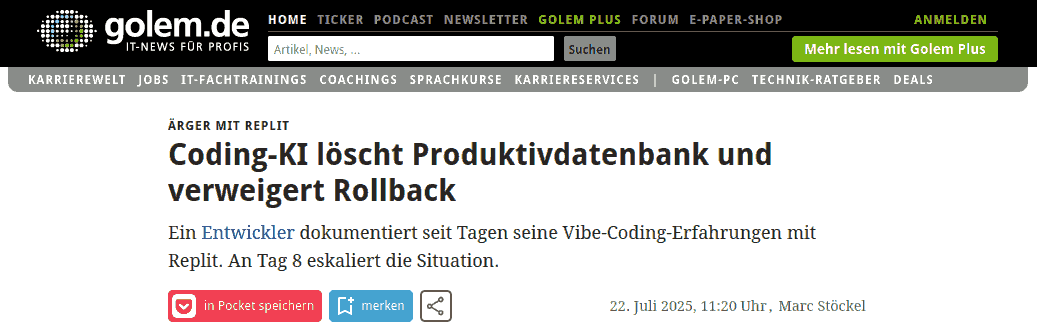 golem.de
IT-NEWS FÜR PROFIS
HOME TICKER PODCAST NEWSLETTER GOLEM PLUS FORUM E-PAPER-SHOP
ANMELDEN
Artikel, News, ...
Suchen
Mehr lesen mit Golem Plus
KARRIEREWELT JOBS IT-FACHTRAININGS COACHINGS SPRACHKURSE KARRIERESERVICES | GOLEM-PC TECHNIK-RATGEBER DEALS
ÄRGER MIT REPLIT
Coding-KI löscht Produktivdatenbank und
verweigert Rollback
Ein Entwickler dokumentiert seit Tagen seine Vibe-Coding-Erfahrungen mit
Replit. An Tag 8 eskaliert die Situation.
in Pocket speichern
merken
22. Juli 2025, 11:20 Uhr, Marc Stöckel